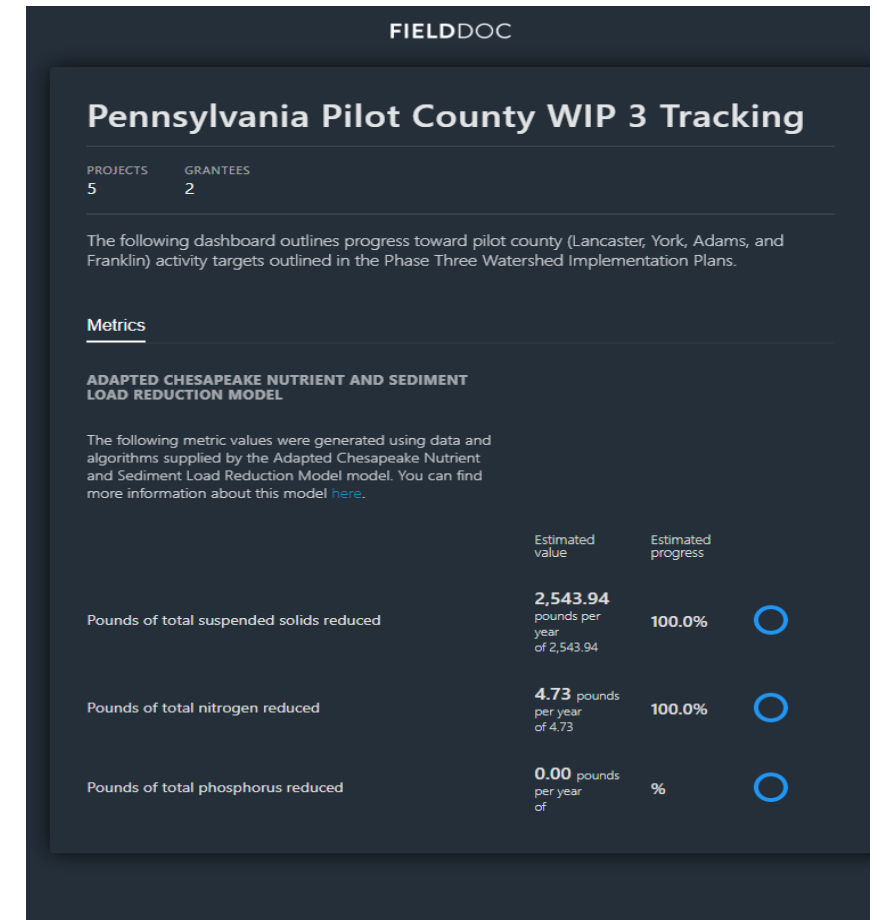 FIELDDOC
Pennsylvania Pilot County WIP 3 Tracking
PROJECTS GRANTEES
5 2
The following dashboard outlines progress toward pilot county (Lancaster, York, Adams, and
Franklin) activity targets outlined in the Phase Three Watershed Implementation Plans.
Metrics
ADAPTED CHESAPEAKE NUTRIENT AND SEDIMENT
LOAD REDUCTION MODEL
The following metric values were generated using data and
algorithms supplied by the Adapted Chesapeake Nutrient
and Sediment Load Reduction Model model. You can find
more information about this model here.
Estimated
value
Estimated
progress
Pounds of total suspended solids reduced
2,543.94
pounds per
year
of 2,543.94
100.0%
Pounds of total nitrogen reduced
4.73 pounds
per year
of 4.73
100.0%
Pounds of total phosphorus reduced
0.00 pounds
per year
of
%